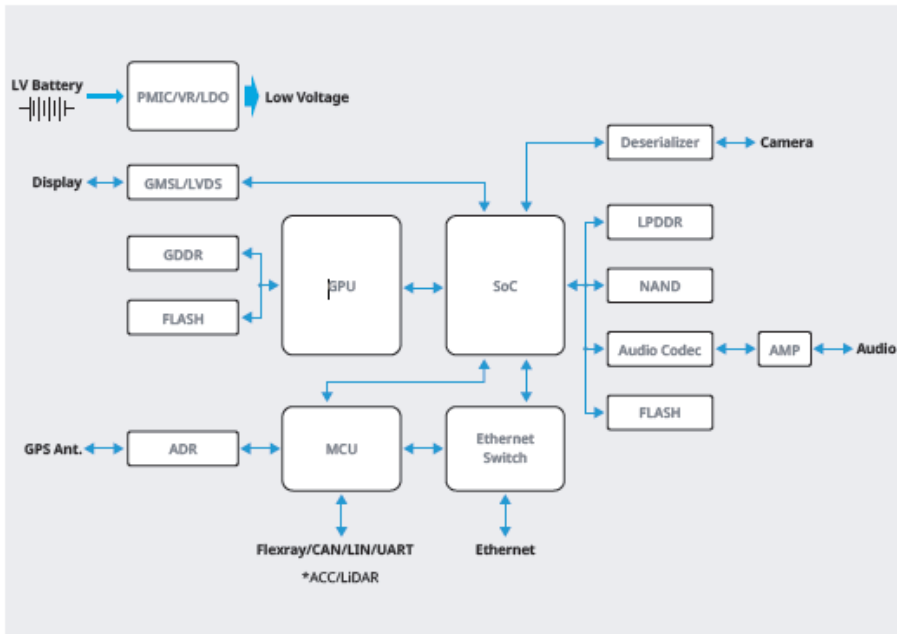 LV Battery
PMIC/VR/LDO
Low Voltage
Deserializer
Camera
Display
GMSL/LVDS
LPDDR
GDDR
GPU
SoC
NAND
FLASH
Audio Codec
AMP
Audio
FLASH
GPS Ant.
ADR
MCU
Ethernet
Switch
Flexray/CAN/LIN/UART
Ethernet
*ACC/LiDAR